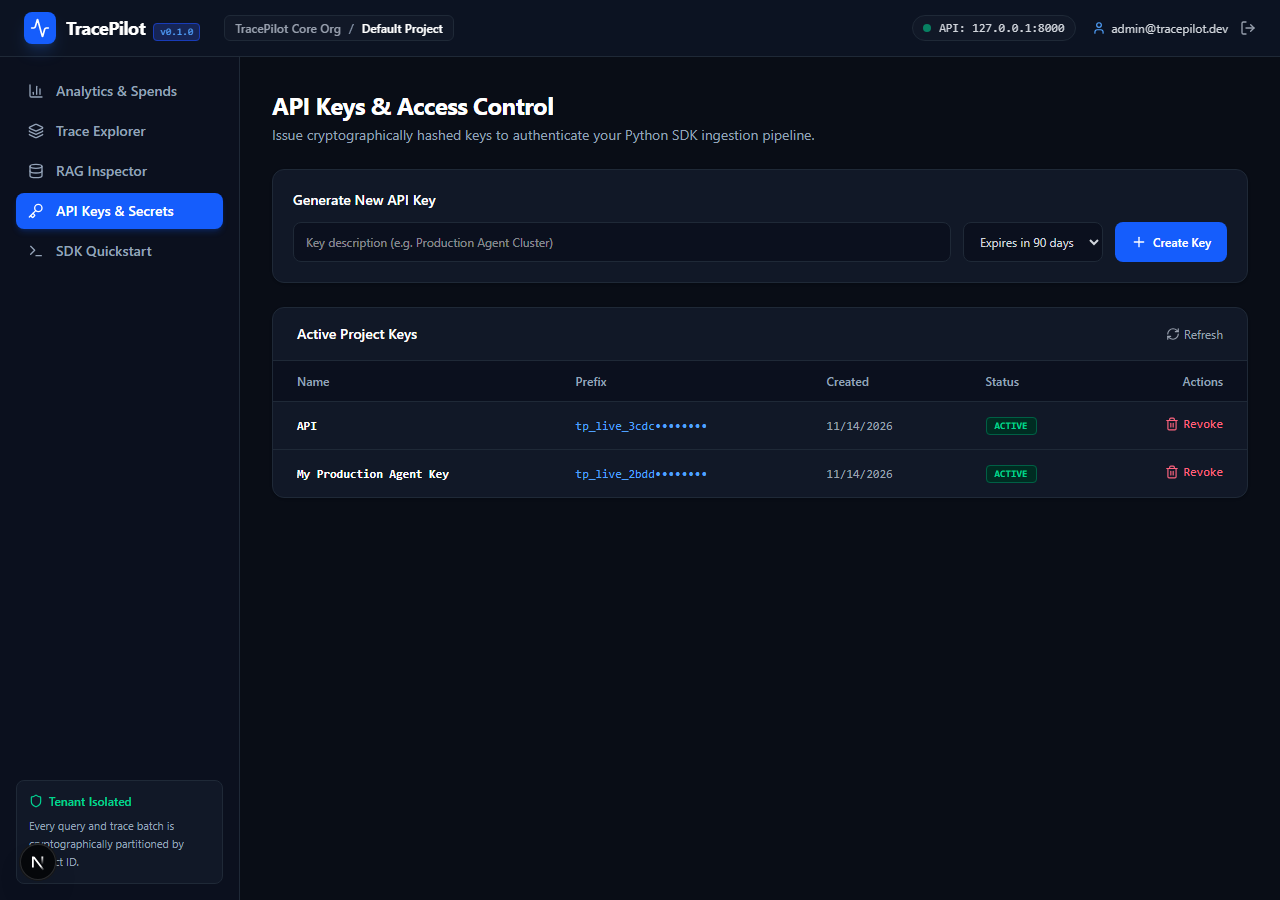 TracePilot v0.1.0 TracePilot Core Org / Default Project API: 127.0.0.1:8000 admin@tracepilot.dev
Analytics & Spends
Trace Explorer
RAG Inspector
API Keys & Secrets
SDK Quickstart
API Keys & Access Control
Issue cryptographically hashed keys to authenticate your Python SDK ingestion pipeline.
Generate New API Key
Key description (e.g. Production Agent Cluster) Expires in 90 days Create Key
Active Project Keys Refresh
Name Prefix Created Status Actions
API tp_live_3cdc•••••••• 11/14/2026 ACTIVE Revoke
My Production Agent Key tp_live_2bdd•••••••• 11/14/2026 ACTIVE Revoke
Tenant Isolated
Every query and trace batch is
cryptographically partitioned by
ct ID.
N